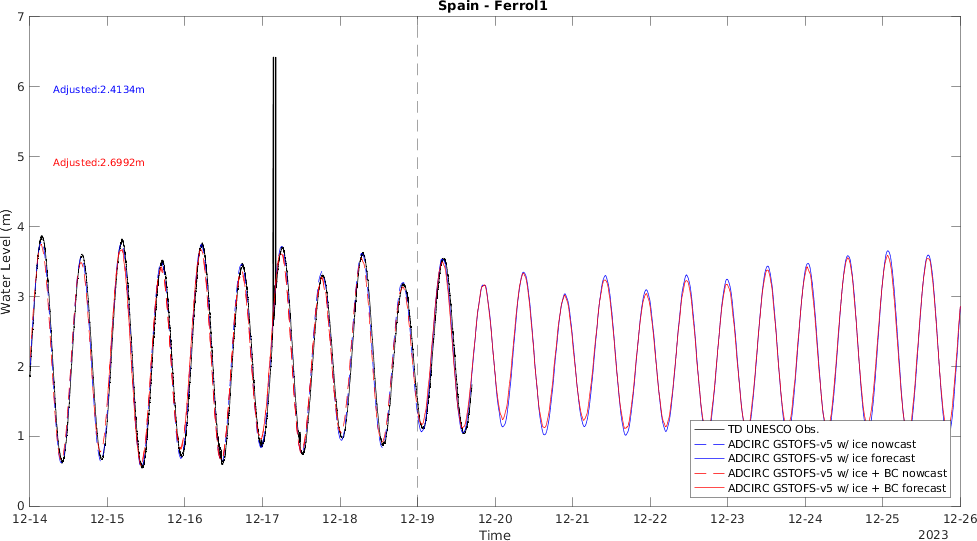 Spain - Ferrol1
7
6
5
4
3
2
1
0
Water Level (m)
Adjusted:2.4134m
Adjusted:2.6992m
TD UNESCO Obs.
ADCIRC GSTOFS-v5 w/ ice nowcast
ADCIRC GSTOFS-v5 w/ ice forecast
ADCIRC GSTOFS-v5 w/ ice + BC nowcast
ADCIRC GSTOFS-v5 w/ ice + BC forecast
12-14 12-15 12-16 12-17 12-18 12-19 12-20 12-21 12-22 12-23 12-24 12-25 12-26
Time
2023